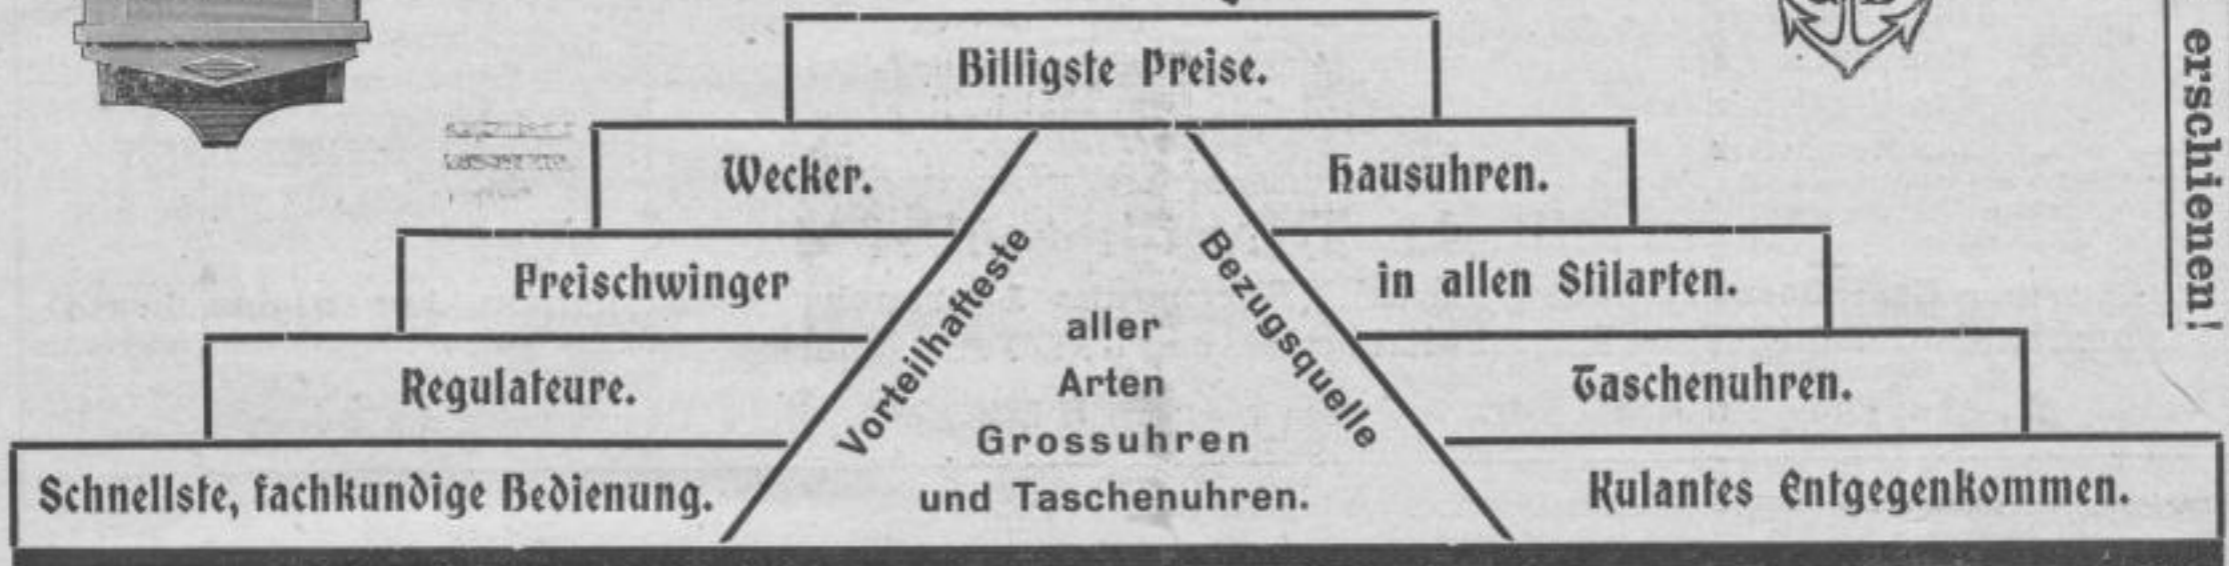 Billigste Preise.
Wecker.
Hausuhren.
Freischwinger
in allen Stilarten.
Regulateure.
Taschenuhren.
Schnellste, fachkundige Bedienung.
Kulantes Entgegenkommen.
Vorteilhafteste
Bezugsquelle
aller
Arten
Grossuhren
und Taschenuhren.
erschienen!